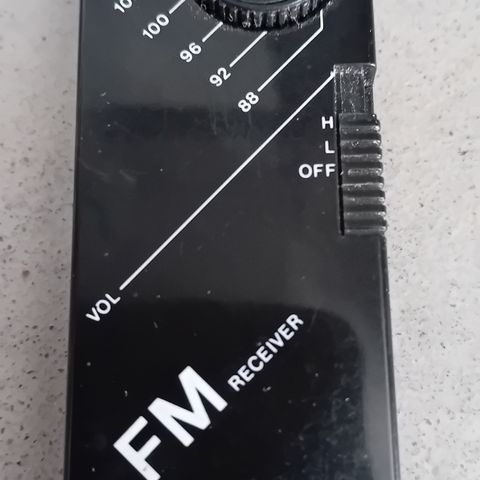 100
96
92
88
H
L
OFF
VOL
FM RECEIVER